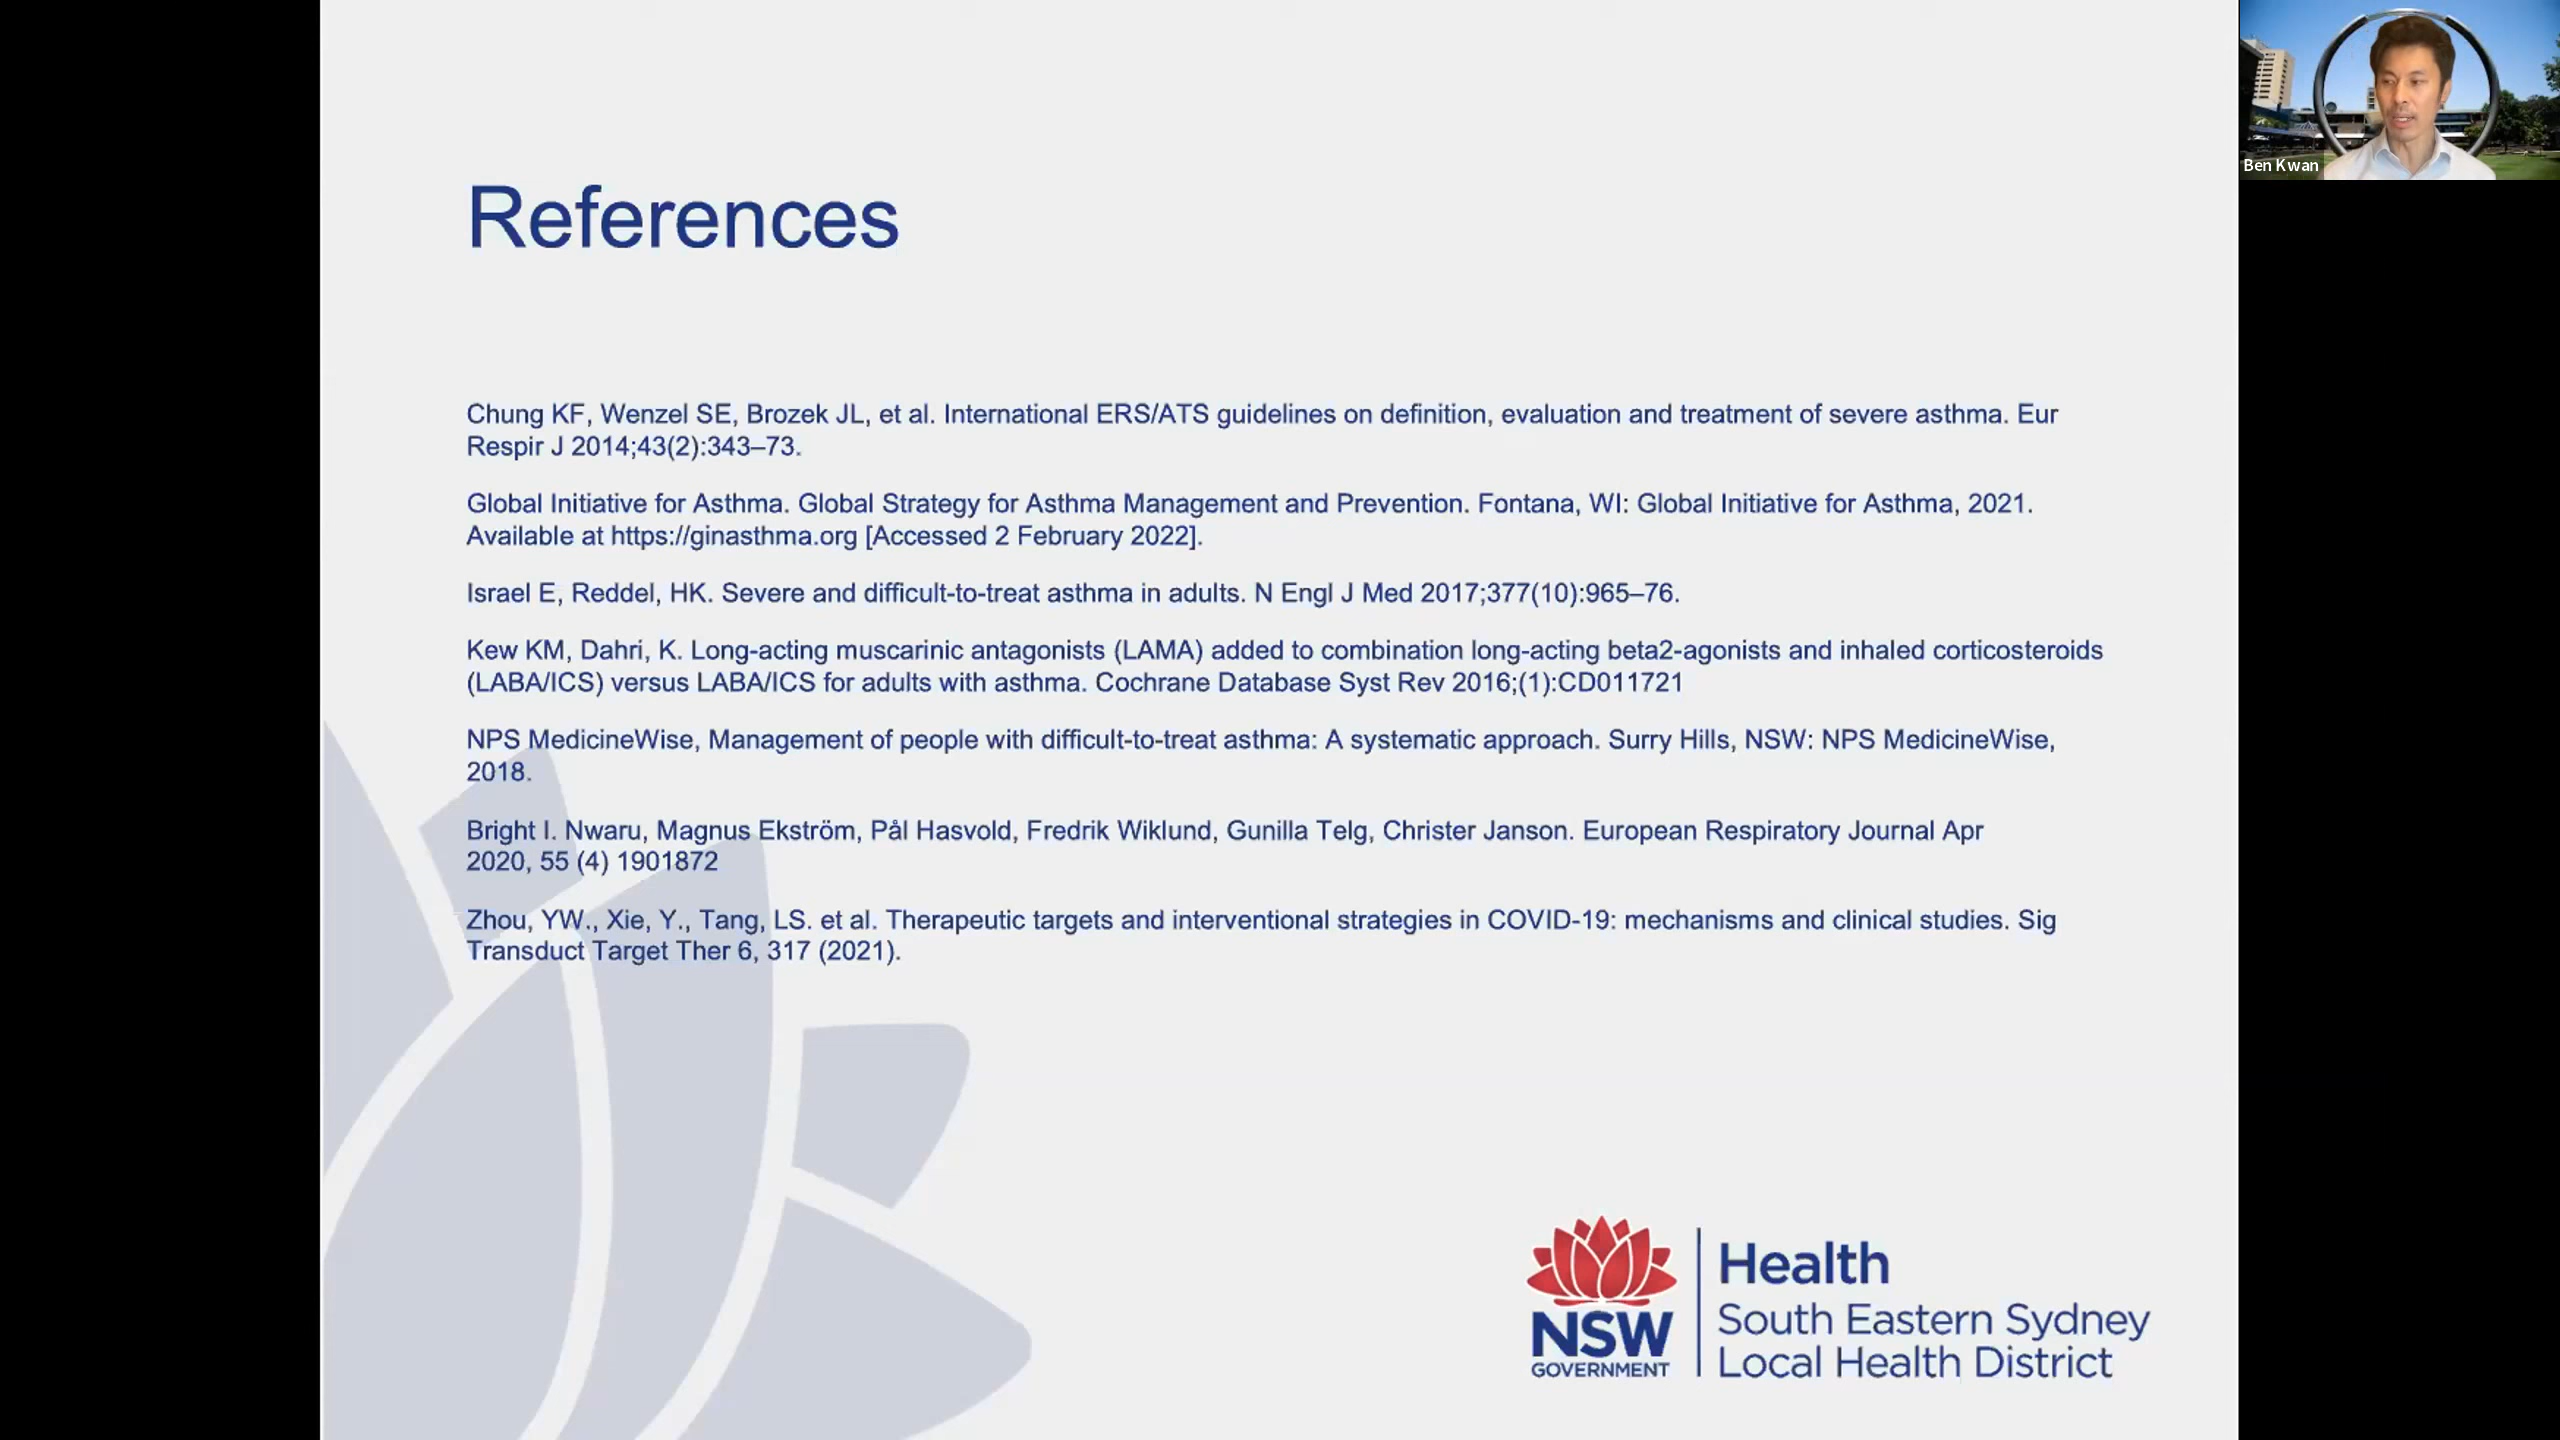 References
Chung KF, Wenzel SE, Brozek JL, et al. International ERS/ATS guidelines on definition, evaluation and treatment of severe asthma. Eur
Respir J 2014;43(2):343–73.
Global Initiative for Asthma. Global Strategy for Asthma Management and Prevention. Fontana, WI: Global Initiative for Asthma, 2021.
Available at https://ginasthma.org [Accessed 2 February 2022].
Israel E, Reddel, HK. Severe and difficult-to-treat asthma in adults. N Engl J Med 2017;377(10):965–76.
Kew KM, Dahri, K. Long-acting muscarinic antagonists (LAMA) added to combination long-acting beta2-agonists and inhaled corticosteroids
(LABA/ICS) versus LABA/ICS for adults with asthma. Cochrane Database Syst Rev 2016;(1):CD011721
NPS MedicineWise, Management of people with difficult-to-treat asthma: A systematic approach. Surry Hills, NSW: NPS MedicineWise,
2018.
Bright I. Nwaru, Magnus Ekström, Pål Hasvold, Fredrik Wiklund, Gunilla Telg, Christer Janson. European Respiratory Journal Apr
2020, 55 (4) 1901872
Zhou, YW., Xie, Y., Tang, LS. et al. Therapeutic targets and interventional strategies in COVID-19: mechanisms and clinical studies. Sig
Transduct Target Ther 6, 317 (2021).
NSW
GOVERNMENT
Health
South Eastern Sydney
Local Health District
Ben Kwan